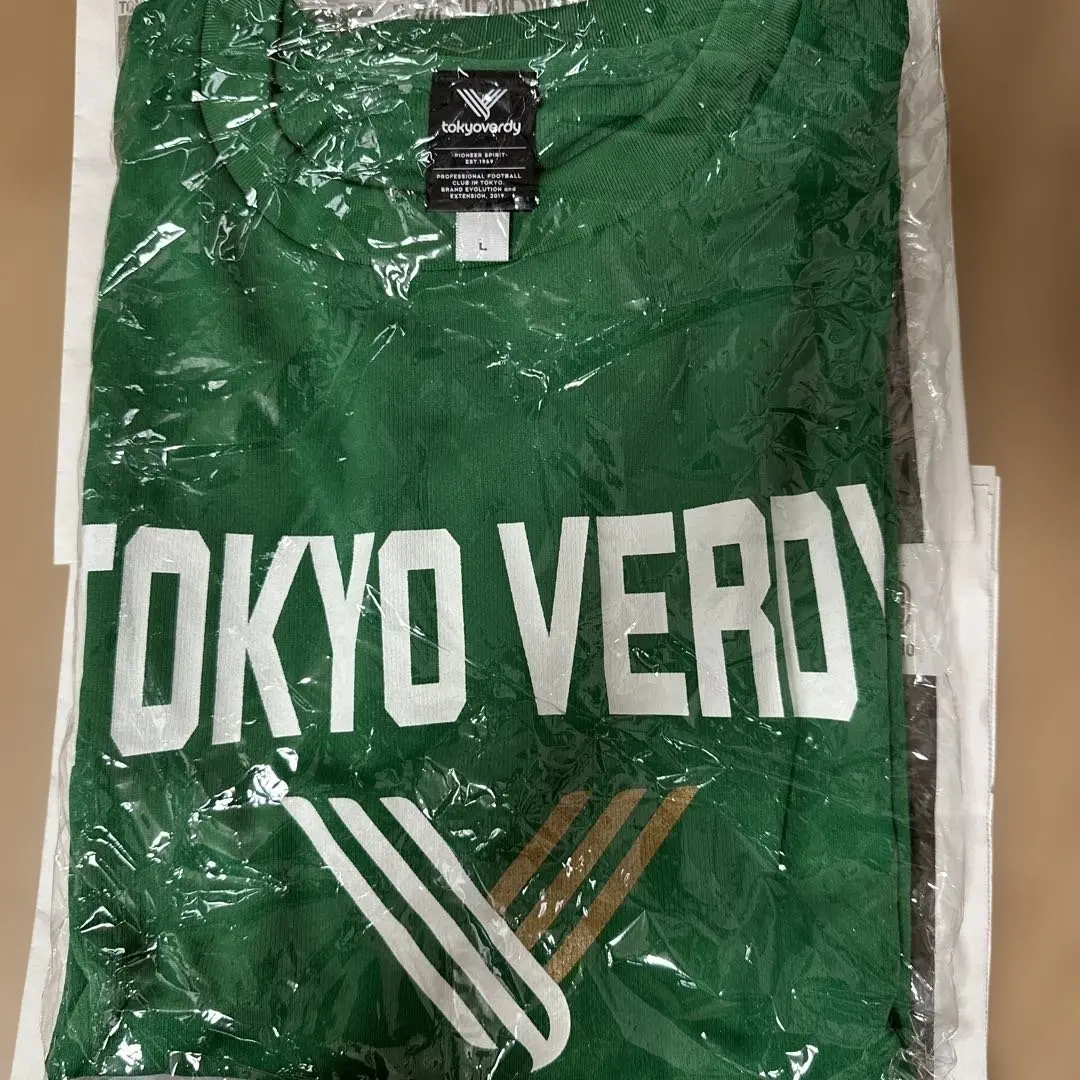 tokyoverdy
-PIONEER SPIRIT-
EST.1969
PROFESSIONAL FOOTBALL
CLUB IN TOKYO.
BRAND EVOLUTION and
EXTENSION, 2019.
L
TOKYO VERDY